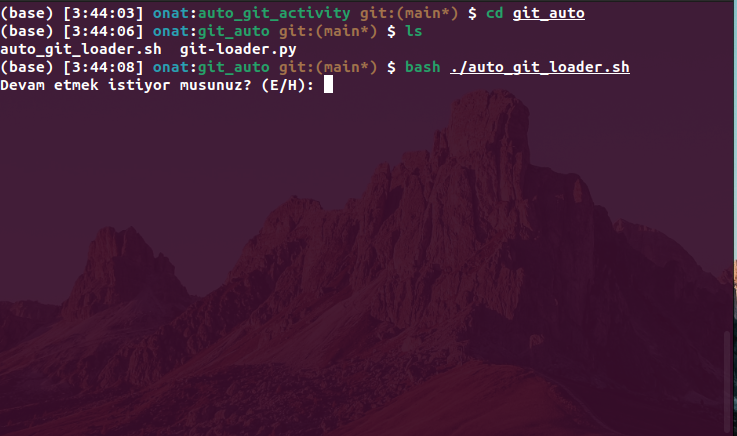 (base) [3:44:03] onat:auto_git_activity git:(main*) $ cd git_auto
(base) [3:44:06] onat:git_auto git:(main*) $ ls
auto_git_loader.sh  git-loader.py
(base) [3:44:08] onat:git_auto git:(main*) $ bash ./auto_git_loader.sh
Devam etmek istiyor musunuz? (E/H):